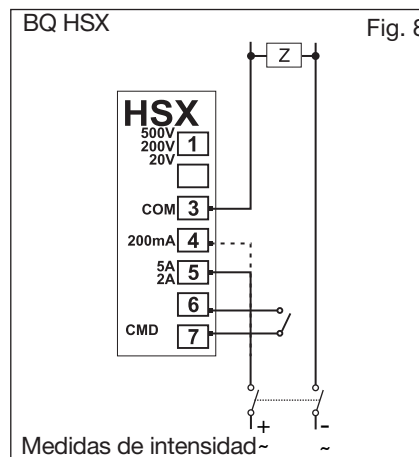 BQ HSX
Fig. 8
Z
HSX
500V
200V
20V
1
COM 3
200mA 4
5A
2A
5
6
CMD
7
+ -
Medidas de intensidad~ ~